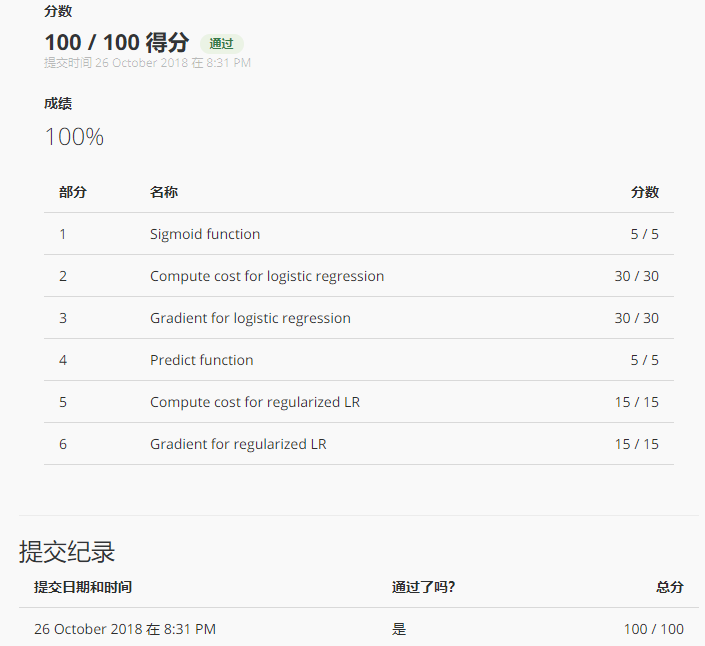 分数
100 / 100 得分 通过
提交时间 26 October 2018 在 8:31 PM
成绩
100%
部分 名称 分数
1 Sigmoid function 5 / 5
2 Compute cost for logistic regression 30 / 30
3 Gradient for logistic regression 30 / 30
4 Predict function 5 / 5
5 Compute cost for regularized LR 15 / 15
6 Gradient for regularized LR 15 / 15
提交纪录
提交日期和时间 通过了吗? 总分
26 October 2018 在 8:31 PM 是 100 / 100